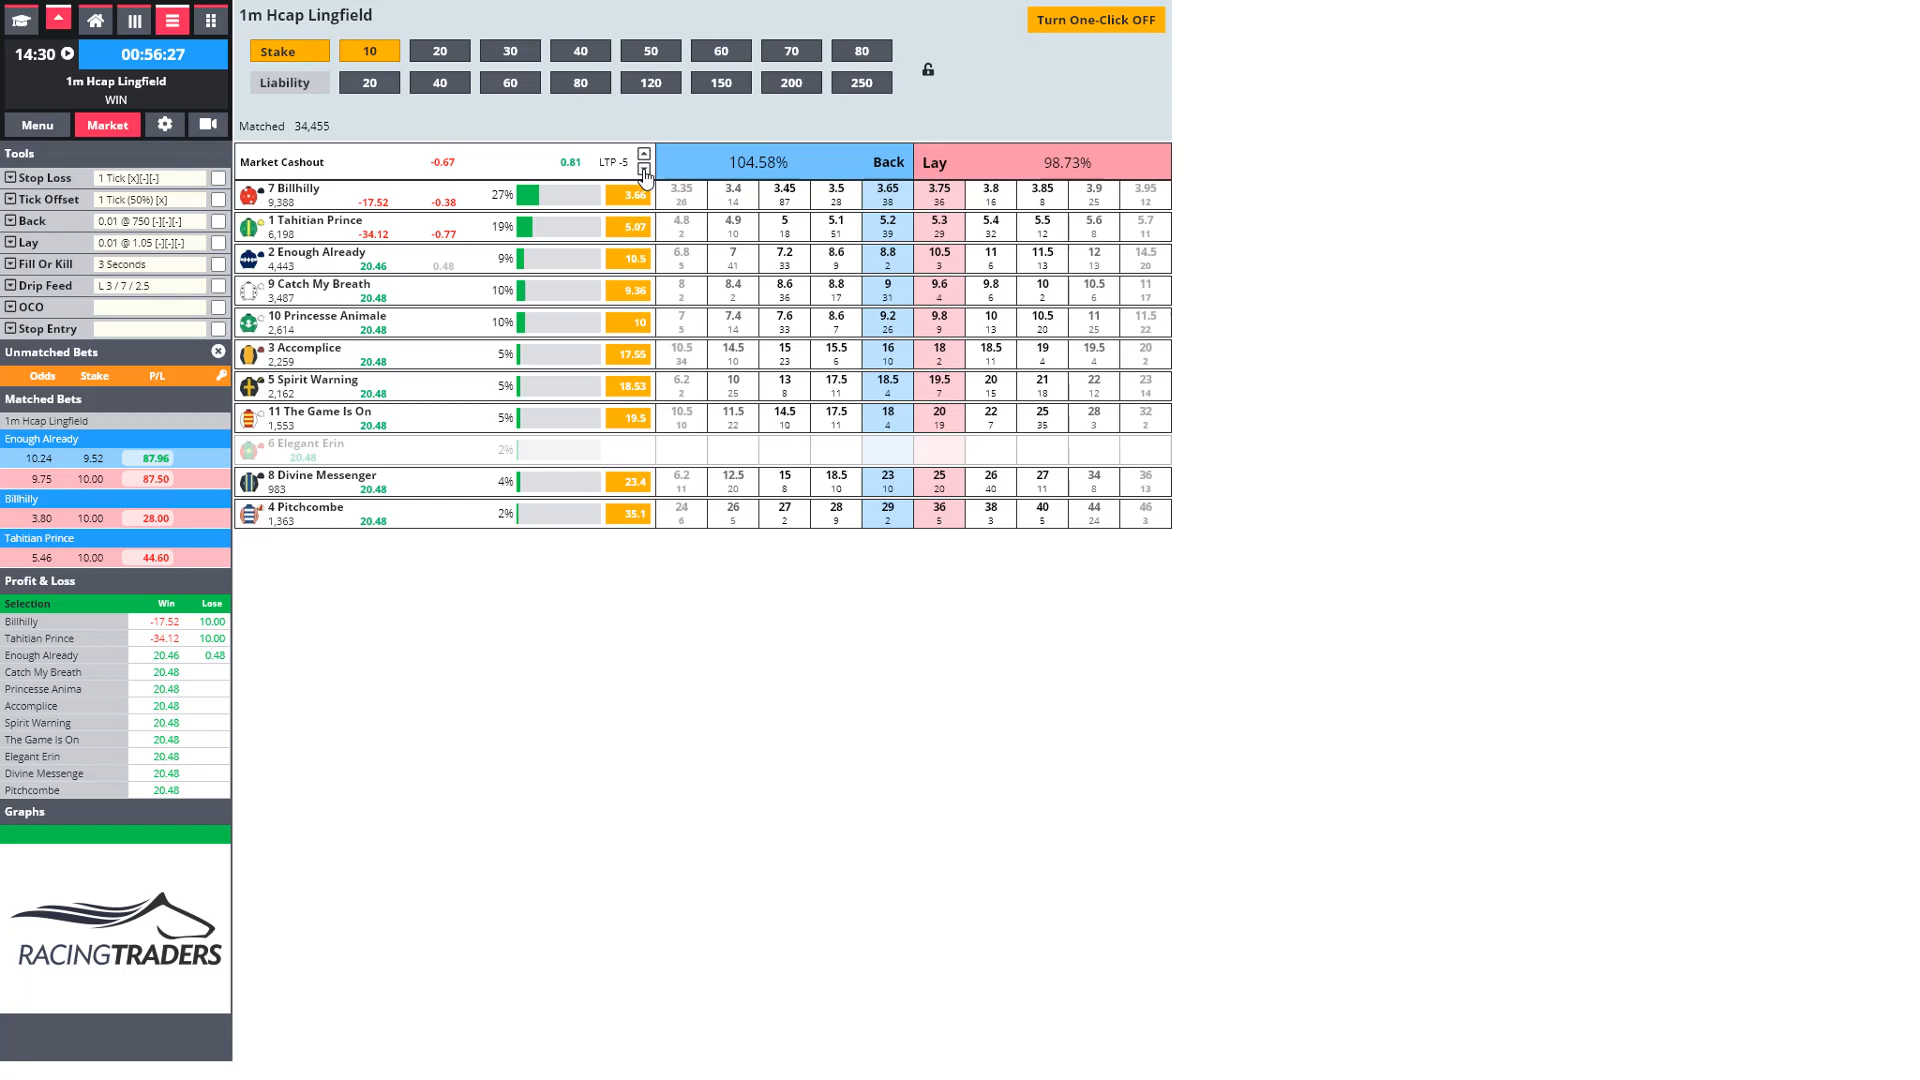 14:30 00:56:27
1m Hcap Lingfield
WIN
Menu Market
Tools
Stop Loss 1 Tick [x][-][-]
Tick Offset 1 Tick (50%) [x]
Back 0.01 @ 750 [-][-][-]
Lay 0.01 @ 1.05 [-][-][-]
Fill Or Kill 3 Seconds
Drip Feed L 3 / 7 / 2.5
OCO
Stop Entry
Unmatched Bets
Odds Stake P/L
Matched Bets
1m Hcap Lingfield
Enough Already
10.24 9.52 87.96
9.75 10.00 87.50
Billhilly
3.80 10.00 28.00
Tahitian Prince
5.46 10.00 44.60
Profit & Loss
Selection Win Lose
Billhilly -17.52 10.00
Tahitian Prince -34.12 10.00
Enough Already 20.46 0.48
Catch My Breath 20.48
Princesse Anima 20.48
Accomplice 20.48
Spirit Warning 20.48
The Game Is On 20.48
Elegant Erin 20.48
Divine Messenge 20.48
Pitchcombe 20.48
Graphs
RACINGTRADERS
1m Hcap Lingfield
Turn One-Click OFF
Stake 10 20 30 40 50 60 70 80
Liability 20 40 60 80 120 150 200 250
Matched 34,455
Market Cashout -0.67 0.81 LTP -5 104.58% Back Lay 98.73%
7 Billhilly 27% 3.66 3.35 3.4 3.45 3.5 3.65 3.75 3.8 3.85 3.9 3.95
9,388 -17.52 -0.38 26 14 87 28 38 36 16 8 25 12
1 Tahitian Prince 19% 5.07 4.8 4.9 5 5.1 5.2 5.3 5.4 5.5 5.6 5.7
6,198 -34.12 -0.77 2 10 18 51 39 29 32 12 8 11
2 Enough Already 9% 10.5 6.8 7 7.2 8.6 8.8 10.5 11 11.5 12 14.5
4,443 20.46 0.48 5 41 33 9 2 3 6 13 13 20
9 Catch My Breath 10% 9.36 8 8.4 8.6 8.8 9 9.6 9.8 10 10.5 11
3,487 20.48 2 2 36 17 31 4 6 2 6 17
10 Princesse Animale 10% 10 7 7.4 7.6 8.6 9.2 9.8 10 10.5 11 11.5
2,614 20.48 5 14 33 7 26 9 13 20 25 22
3 Accomplice 5% 17.55 10.5 14.5 15 15.5 16 18 18.5 19 19.5 20
2,259 20.48 34 10 23 6 10 2 11 4 4 2
5 Spirit Warning 5% 18.53 6.2 10 13 17.5 18.5 19.5 20 21 22 23
2,162 20.48 2 25 8 11 4 7 15 18 12 14
11 The Game Is On 5% 19.5 10.5 11.5 14.5 17.5 18 20 22 25 28 32
1,553 20.48 10 22 10 11 4 19 7 35 3 2
6 Elegant Erin 2%
20.48
8 Divine Messenger 4% 23.4 6.2 12.5 15 18.5 23 25 26 27 34 36
983 20.48 11 20 8 10 10 20 40 11 8 13
4 Pitchcombe 2% 35.1 24 26 27 28 29 36 38 40 44 46
1,363 20.48 6 5 2 9 2 5 3 5 24 3